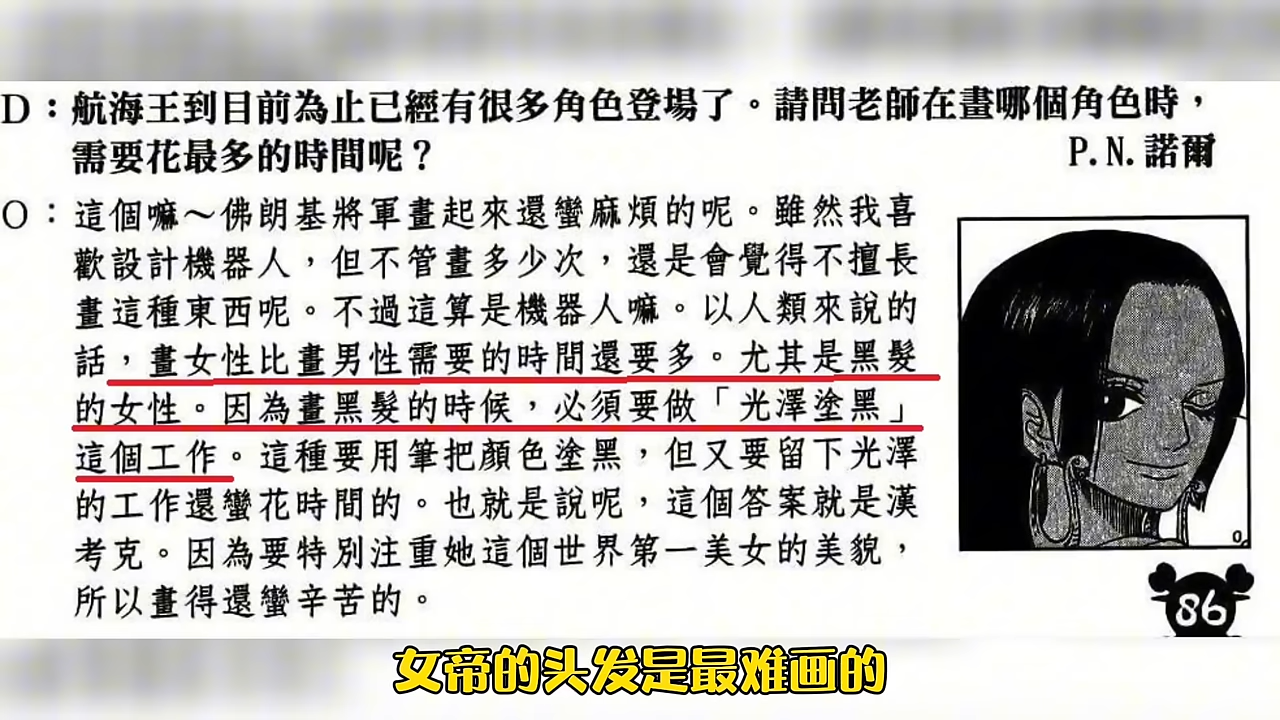 D：航海王到目前為止已經有很多角色登場了。請問老師在畫哪個角色時，
需要花最多的時間呢？
P.N.諾爾
O：這個嘛～佛朗基將軍畫起來還蠻麻煩的呢。雖然我喜
歡設計機器人，但不管畫多少次，還是會覺得不擅長
畫這種東西呢。不過這算是機器人嘛。以人類來說的
話，畫女性比畫男性需要的時間還要多。尤其是黑髮
的女性。因為畫黑髮的時候，必須要做「光澤塗黑」
這個工作。這種要用筆把顏色塗黑，但又要留下光澤
的工作還蠻花時間的。也就是說呢，這個答案就是漢
考克。因為要特別注重她這個世界第一美女的美貌，
所以畫得還蠻辛苦的。
86
女帝的头发是最难画的